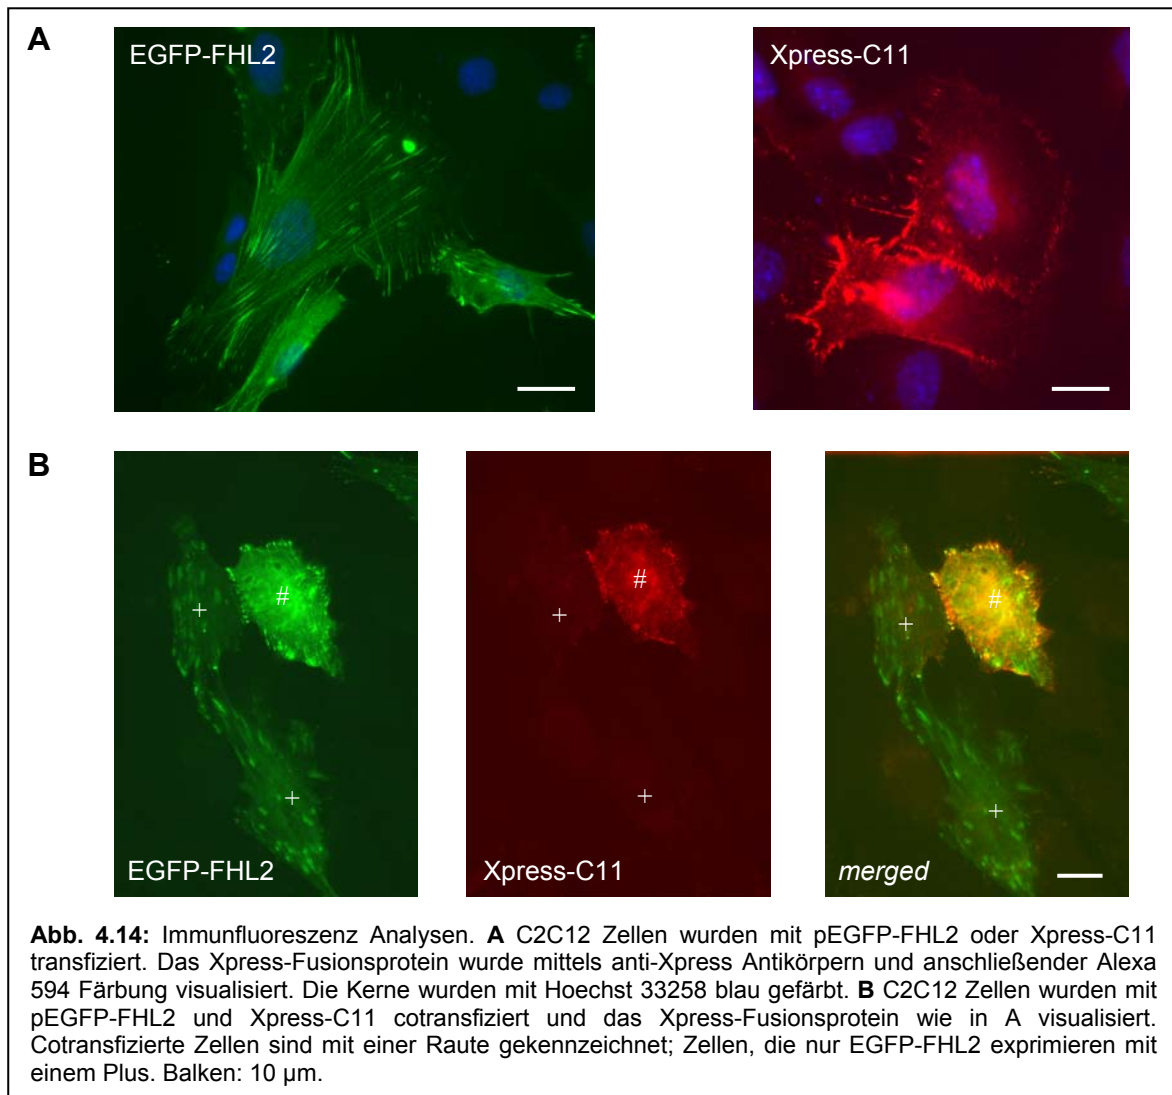 A
EGFP-FHL2
Xpress-C11
B
#
+
+
EGFP-FHL2
#
+
+
Xpress-C11
#
+
+
merged
Abb. 4.14: Immunfluoreszenz Analysen. A C2C12 Zellen wurden mit pEGFP-FHL2 oder Xpress-C11
transfiziert. Das Xpress-Fusionsprotein wurde mittels anti-Xpress Antikörpern und anschließender Alexa
594 Färbung visualisiert. Die Kerne wurden mit Hoechst 33258 blau gefärbt. B C2C12 Zellen wurden mit
pEGFP-FHL2 und Xpress-C11 cotransfiziert und das Xpress-Fusionsprotein wie in A visualisiert.
Cotransfizierte Zellen sind mit einer Raute gekennzeichnet; Zellen, die nur EGFP-FHL2 exprimieren mit
einem Plus. Balken: 10 µm.